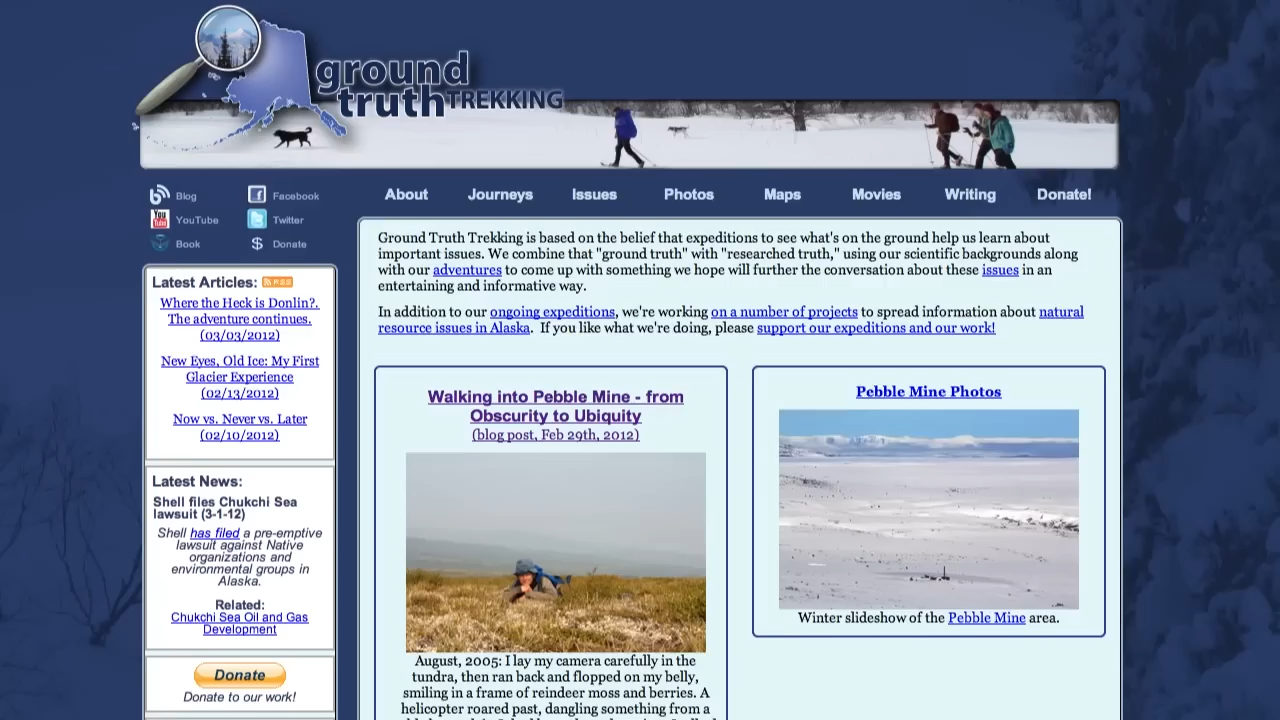 ground
truth TREKKING
Blog
Facebook
YouTube
Twitter
Book
$ Donate
About
Journeys
Issues
Photos
Maps
Movies
Writing
Donate!
Latest Articles: RSS
Where the Heck is Donlin?.
The adventure continues.
(03/03/2012)
New Eyes, Old Ice: My First
Glacier Experience
(02/13/2012)
Now vs. Never vs. Later
(02/10/2012)
Latest News:
Shell files Chukchi Sea
lawsuit (3-1-12)
Shell has filed a pre-emptive
lawsuit against Native
organizations and
environmental groups in
Alaska.
Related:
Chukchi Sea Oil and Gas
Development
Donate
Donate to our work!
Ground Truth Trekking is based on the belief that expeditions to see what's on the ground help us learn about
important issues. We combine that "ground truth" with "researched truth," using our scientific backgrounds along
with our adventures to come up with something we hope will further the conversation about these issues in an
entertaining and informative way.
In addition to our ongoing expeditions, we're working on a number of projects to spread information about natural
resource issues in Alaska. If you like what we're doing, please support our expeditions and our work!
Walking into Pebble Mine - from
Obscurity to Ubiquity
(blog post, Feb 29th, 2012)
August, 2005: I lay my camera carefully in the
tundra, then ran back and flopped on my belly,
smiling in a frame of reindeer moss and berries. A
helicopter roared past, dangling something from a
Pebble Mine Photos
Winter slideshow of the Pebble Mine area.